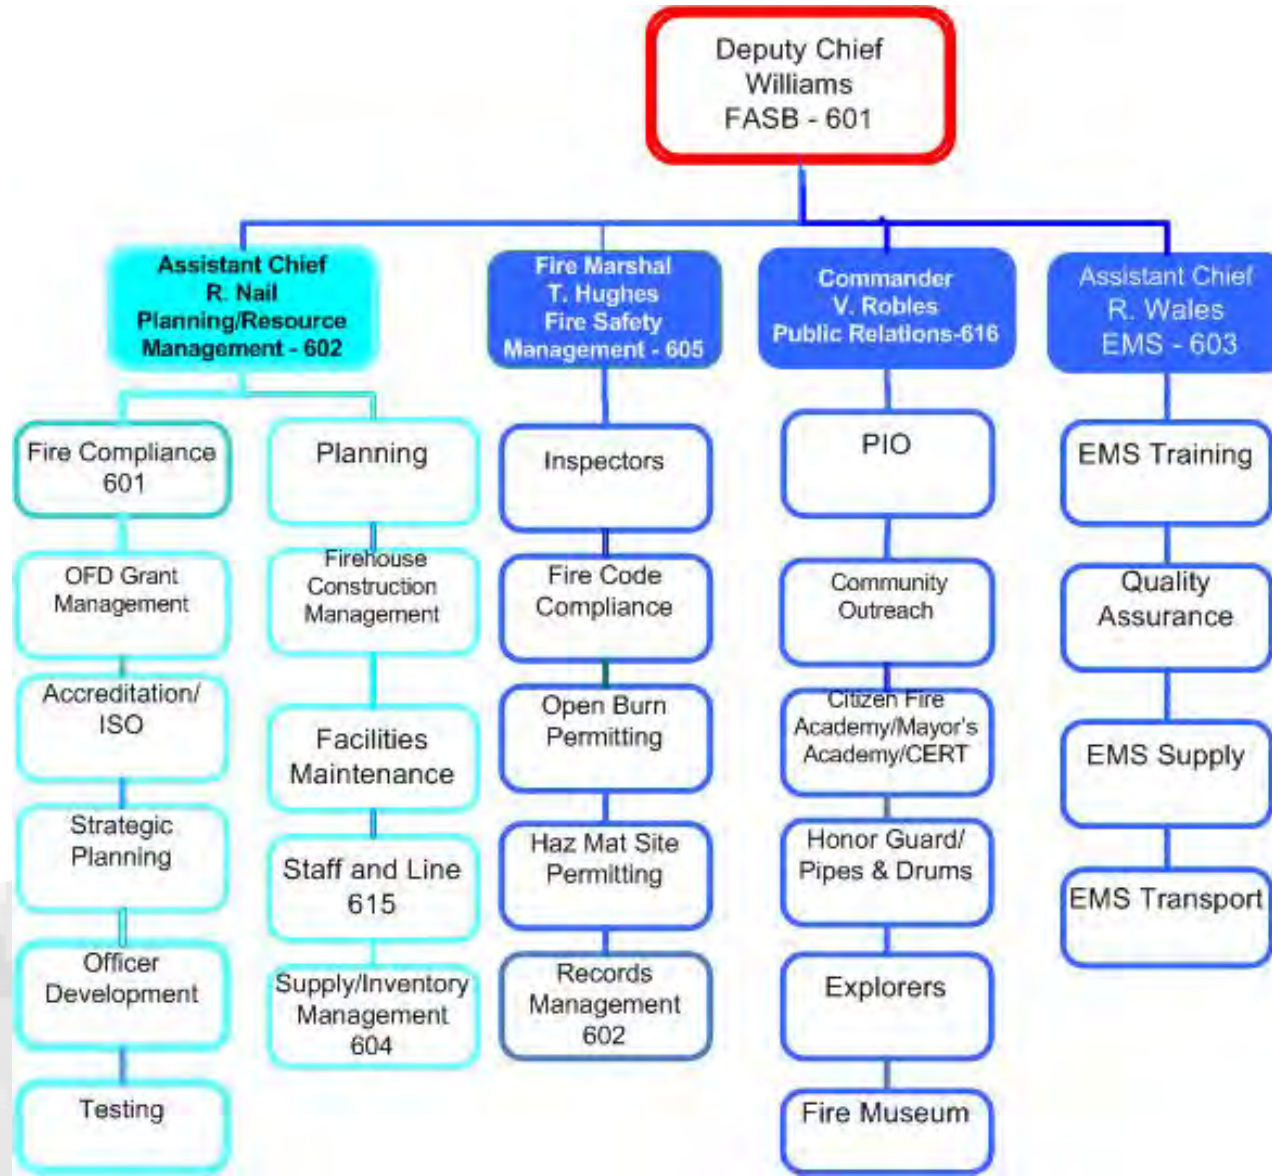 Deputy Chief
Williams
FASB - 601
Assistant Chief
R. Nail
Planning/Resource
Management - 602
Fire Marshal
T. Hughes
Fire Safety
Management - 605
Commander
V. Robles
Public Relations-616
Assistant Chief
R. Wales
EMS - 603
Fire Compliance
601
OFD Grant
Management
Accreditation/
ISO
Strategic
Planning
Officer
Development
Testing
Planning
Firehouse
Construction
Management
Facilities
Maintenance
Staff and Line
615
Supply/Inventory
Management
604
Inspectors
Fire Code
Compliance
Open Burn
Permitting
Haz Mat Site
Permitting
Records
Management
602
PIO
Community
Outreach
Citizen Fire
Academy/Mayor's
Academy/CERT
Honor Guard/
Pipes & Drums
Explorers
Fire Museum
EMS Training
Quality
Assurance
EMS Supply
EMS Transport